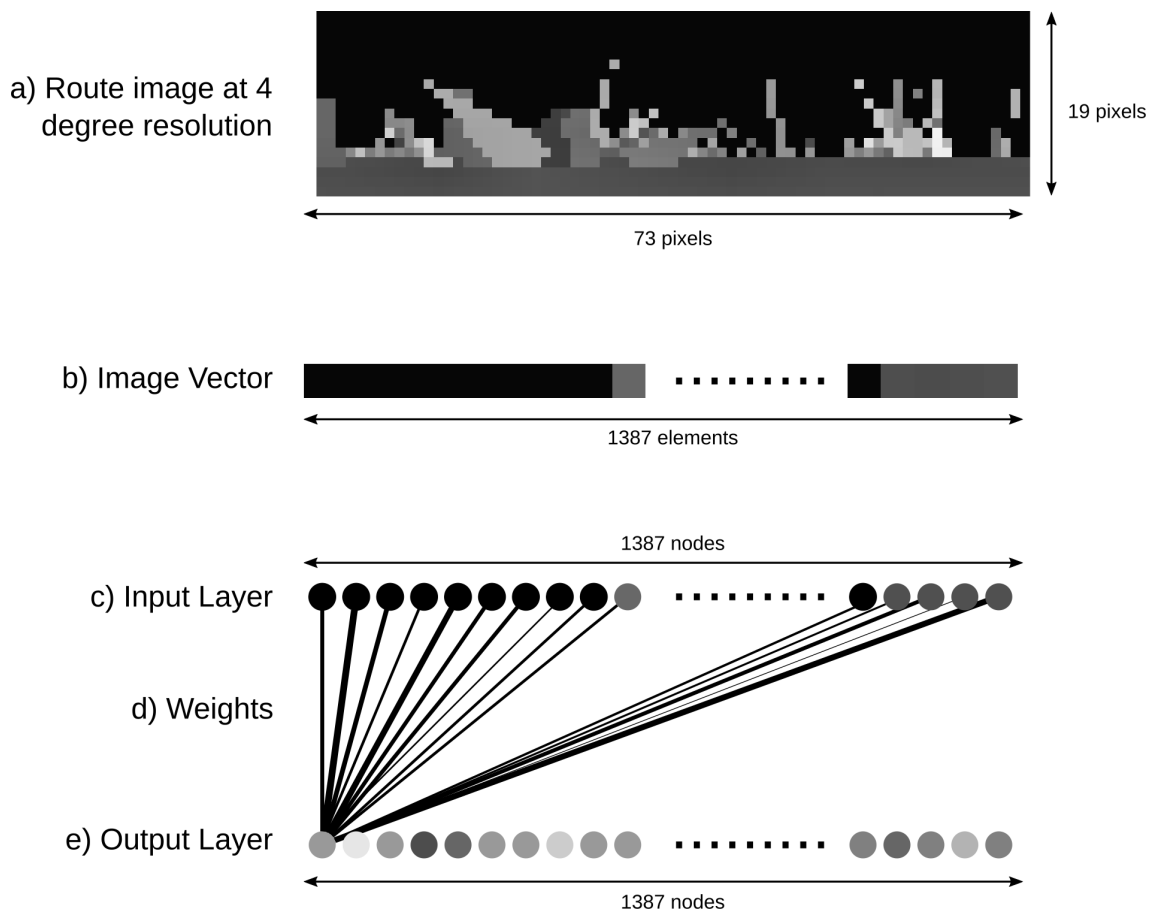 a) Route image at 4
degree resolution
19 pixels
73 pixels
b) Image Vector
1387 elements
1387 nodes
c) Input Layer
d) Weights
e) Output Layer
1387 nodes